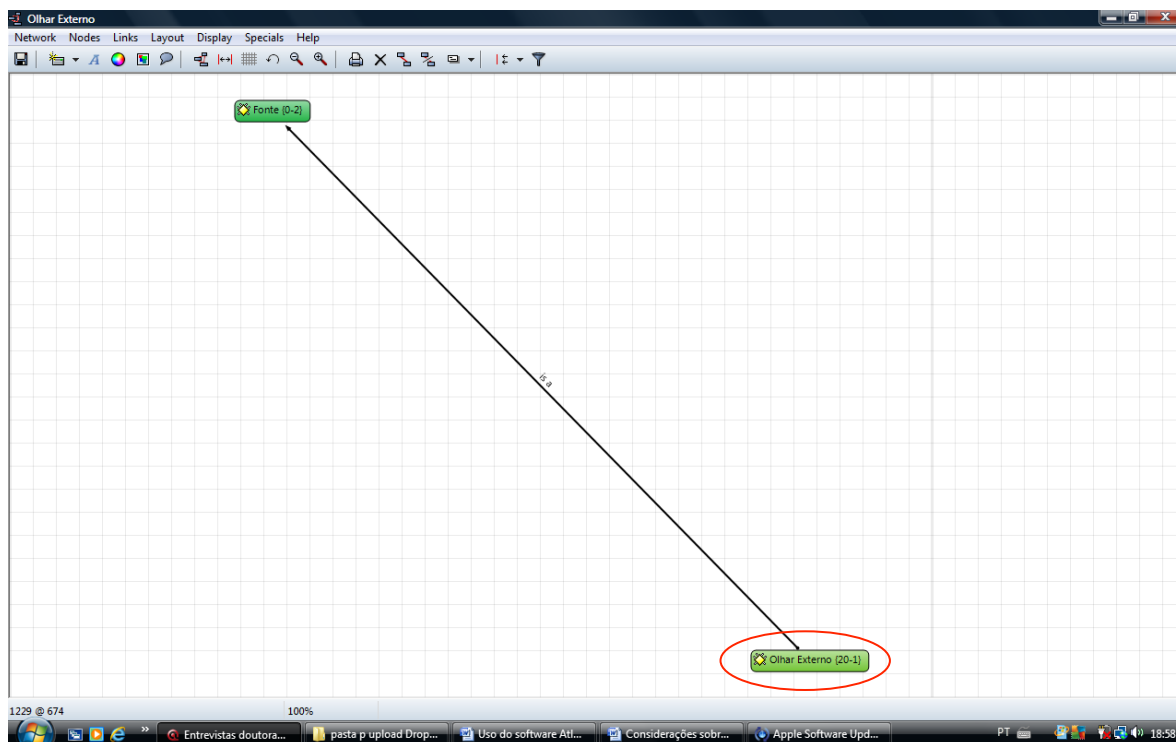 Olhar Externo
Network Nodes Links Layout Display Specials Help
Fonte {0-2}
is a
Olhar Externo {20-1}
1229 @ 674 100%
Entrevistas doutora... pasta p upload Drop... Uso do software Atl... Considerações sobr... Apple Software Upd... PT 18:59